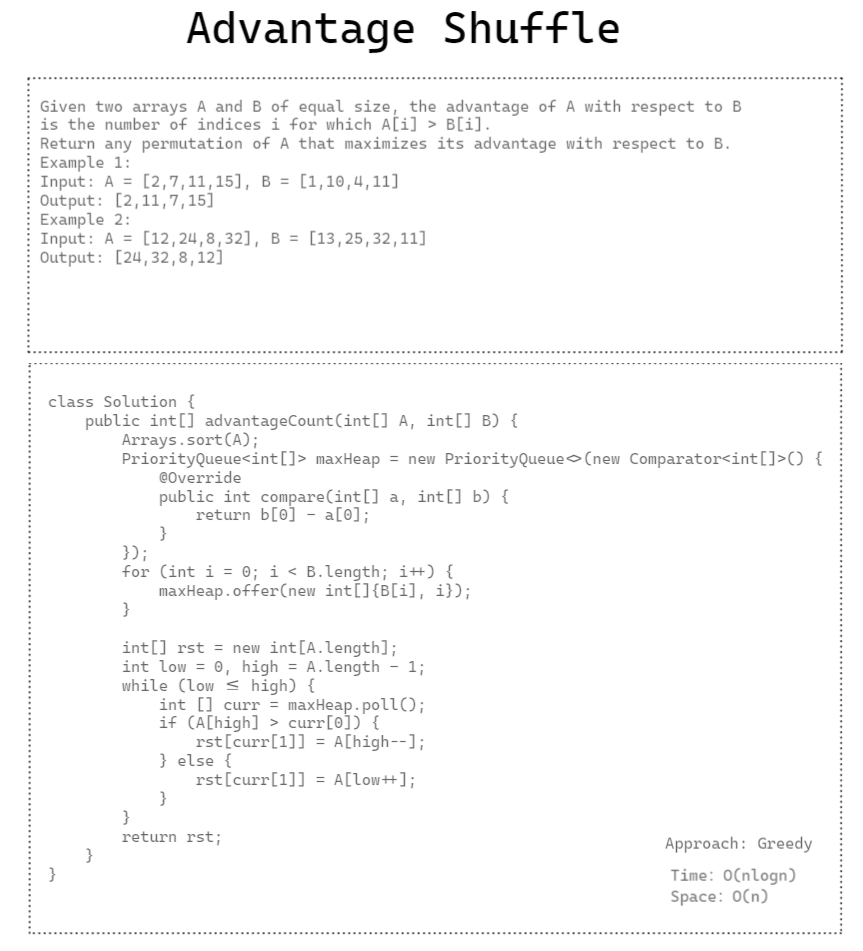 Advantage Shuffle
Given two arrays A and B of equal size, the advantage of A with respect to B
is the number of indices i for which A[i] > B[i].
Return any permutation of A that maximizes its advantage with respect to B.
Example 1:
Input: A = [2,7,11,15], B = [1,10,4,11]
Output: [2,11,7,15]
Example 2:
Input: A = [12,24,8,32], B = [13,25,32,11]
Output: [24,32,8,12]
class Solution {
    public int[] advantageCount(int[] A, int[] B) {
        Arrays.sort(A);
        PriorityQueue<int[]> maxHeap = new PriorityQueue<>(new Comparator<int[]>() {
            @Override
            public int compare(int[] a, int[] b) {
                return b[0] - a[0];
            }
        });
        for (int i = 0; i < B.length; i++) {
            maxHeap.offer(new int[]{B[i], i});
        }
        int[] rst = new int[A.length];
        int low = 0, high = A.length - 1;
        while (low ≤ high) {
            int [] curr = maxHeap.poll();
            if (A[high] > curr[0]) {
                rst[curr[1]] = A[high--];
            } else {
                rst[curr[1]] = A[low++];
            }
        }
        return rst;
    }
}
Approach: Greedy
Time: O(nlogn)
Space: O(n)